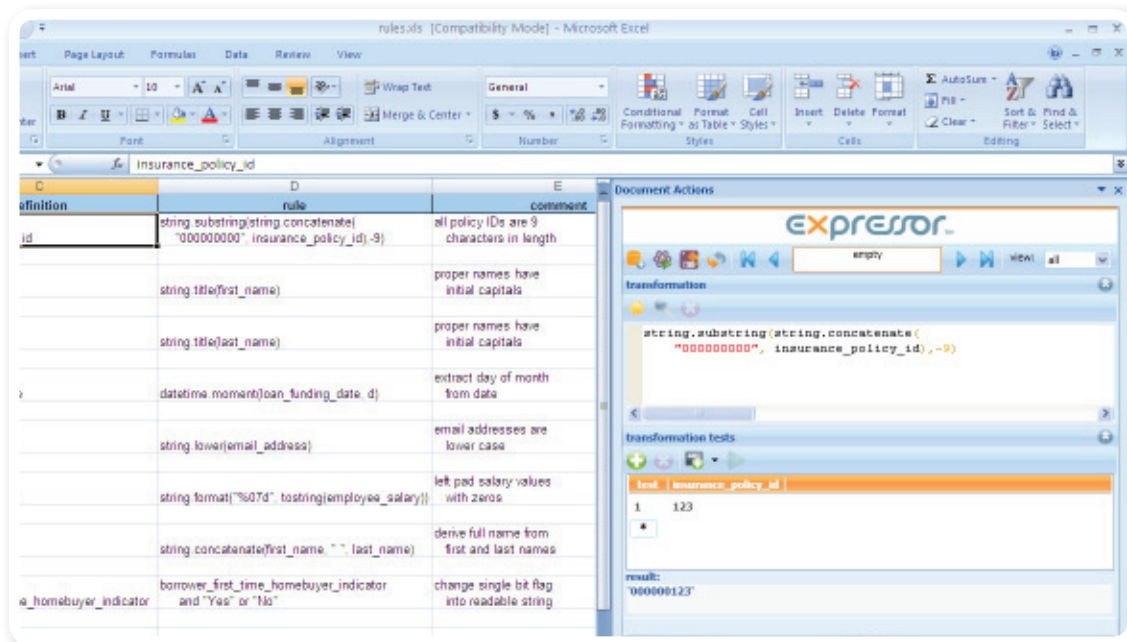 rules.xls [Compatibility Mode] - Microsoft Excel
ert Page Layout Formulas Data Review View
Arial 10 A A Wrap Text General
B I U A Merge & Center $ % ,
Conditional Formatting Format as Table Cell Styles Insert Delete Format
Σ AutoSum Fill Clear Sort & Filter Find & Select
Font Alignment Number Styles Cells Editing
fx insurance_policy_id
C D E
efinition rule comment
id
string.substring(string.concatenate(
"000000000", insurance_policy_id),-9)
all policy IDs are 9
characters in length
string.title(first_name)
proper names have
initial capitals
string.title(last_name)
proper names have
initial capitals
datetime.moment(loan_funding_date, d)
extract day of month
from date
string.lower(email_address)
email addresses are
lower case
string.format("%07d", tostring(employee_salary))
left pad salary values
with zeros
string.concatenate(first_name, " ", last_name)
derive full name from
first and last names
e_homebuyer_indicator
borrower_first_time_homebuyer_indicator
and "Yes" or "No"
change single bit flag
into readable string
Document Actions
expressor
empty view: all
transformation
string.substring(string.concatenate(
"000000000", insurance_policy_id),-9)
transformation tests
test insurance_policy_id
1 123
*
result:
'000000123'